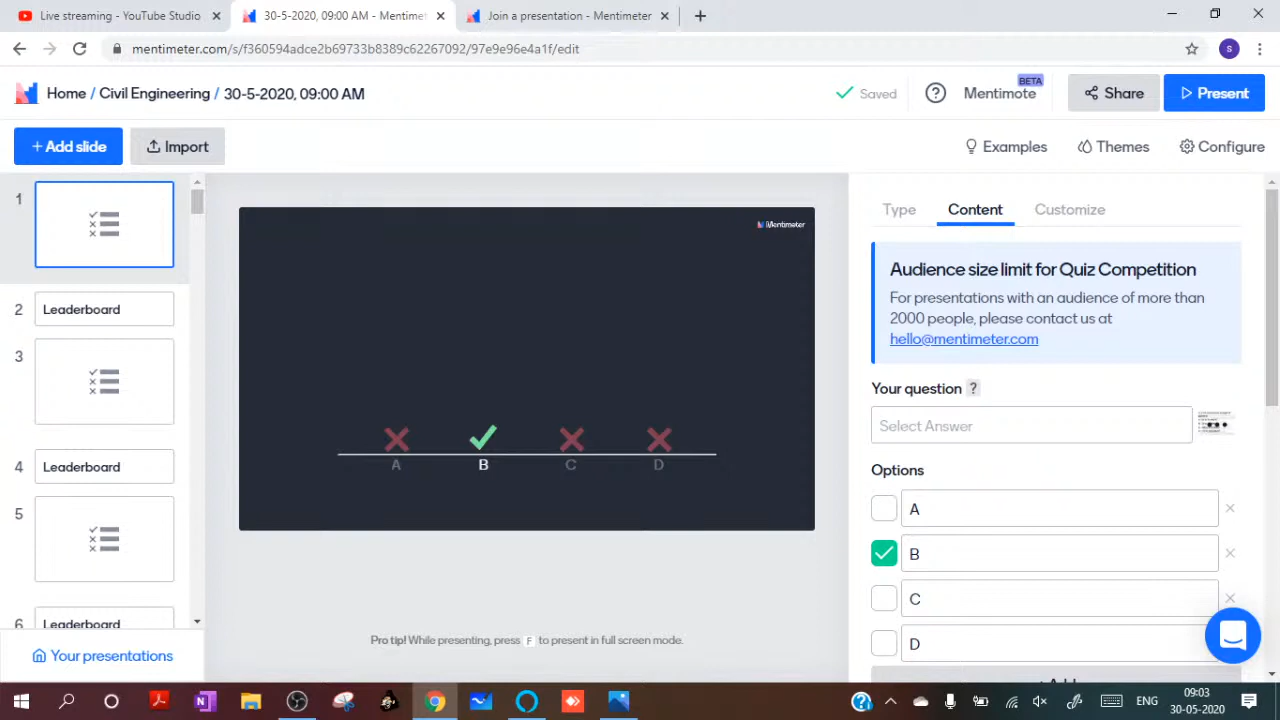 Live streaming - YouTube Studio
30-5-2020, 09:00 AM - Mentimet
Join a presentation - Mentimeter
mentimeter.com/s/f360594adce2b69733b8389c62267092/97e9e96e4a1f/edit
s
Home / Civil Engineering / 30-5-2020, 09:00 AM
Saved
?
Mentimote
BETA
Share
Present
+ Add slide
Import
Examples
Themes
Configure
1
2 Leaderboard
3
4 Leaderboard
5
6 Leaderboard
Your presentations
Mentimeter
A B C D
Pro tip! While presenting, press F to present in full screen mode.
Type Content Customize
Audience size limit for Quiz Competition
For presentations with an audience of more than
2000 people, please contact us at
hello@mentimeter.com
Your question ?
Select Answer
Options
A
B
C
D
ENG
09:03
30-05-2020